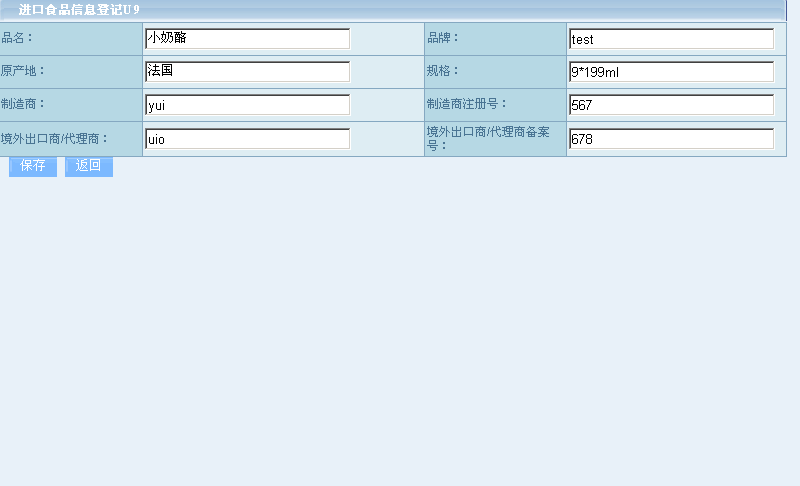 进口食品信息登记U9
品名： 小奶酪 品牌： test
原产地： 法国 规格： 9*199ml
制造商： yui 制造商注册号： 567
境外出口商/代理商： uio 境外出口商/代理商备案号： 678
保存 返回